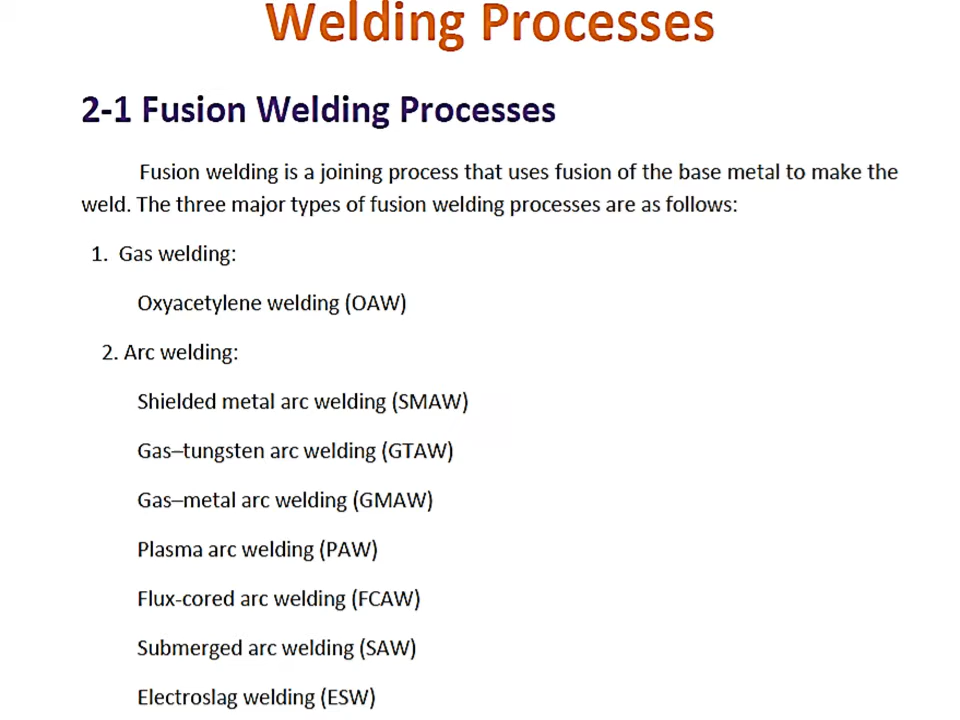 Welding Processes
2-1 Fusion Welding Processes
Fusion welding is a joining process that uses fusion of the base metal to make the
weld. The three major types of fusion welding processes are as follows:
1. Gas welding:
Oxyacetylene welding (OAW)
2. Arc welding:
Shielded metal arc welding (SMAW)
Gas–tungsten arc welding (GTAW)
Gas–metal arc welding (GMAW)
Plasma arc welding (PAW)
Flux-cored arc welding (FCAW)
Submerged arc welding (SAW)
Electroslag welding (ESW)